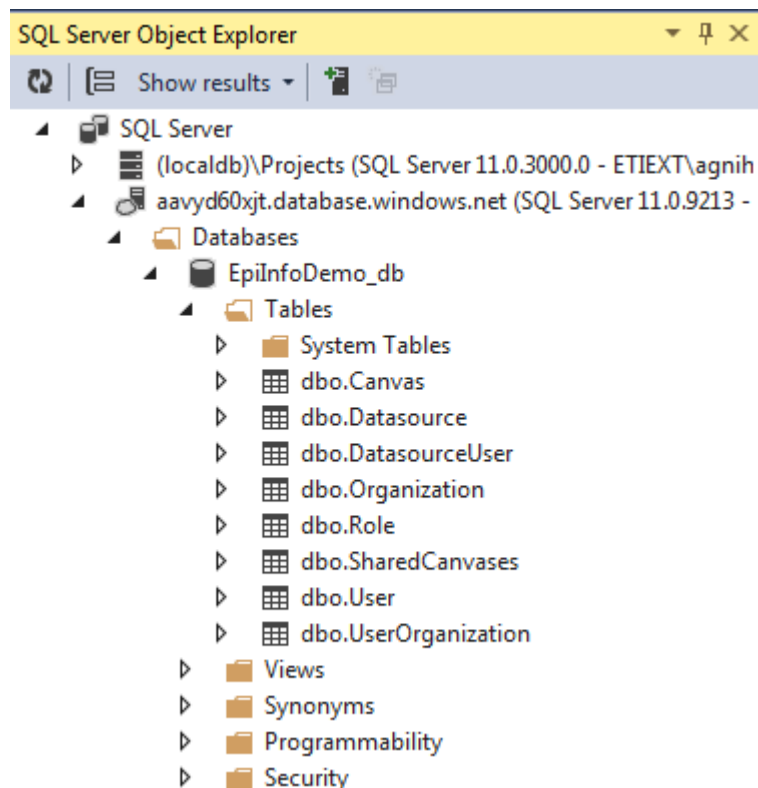 SQL Server Object Explorer
Show results
SQL Server
(localdb)\Projects (SQL Server 11.0.3000.0 - ETIEXT\agnih
aavyd60xjt.database.windows.net (SQL Server 11.0.9213 -
Databases
EpiInfoDemo_db
Tables
System Tables
dbo.Canvas
dbo.Datasource
dbo.DatasourceUser
dbo.Organization
dbo.Role
dbo.SharedCanvases
dbo.User
dbo.UserOrganization
Views
Synonyms
Programmability
Security